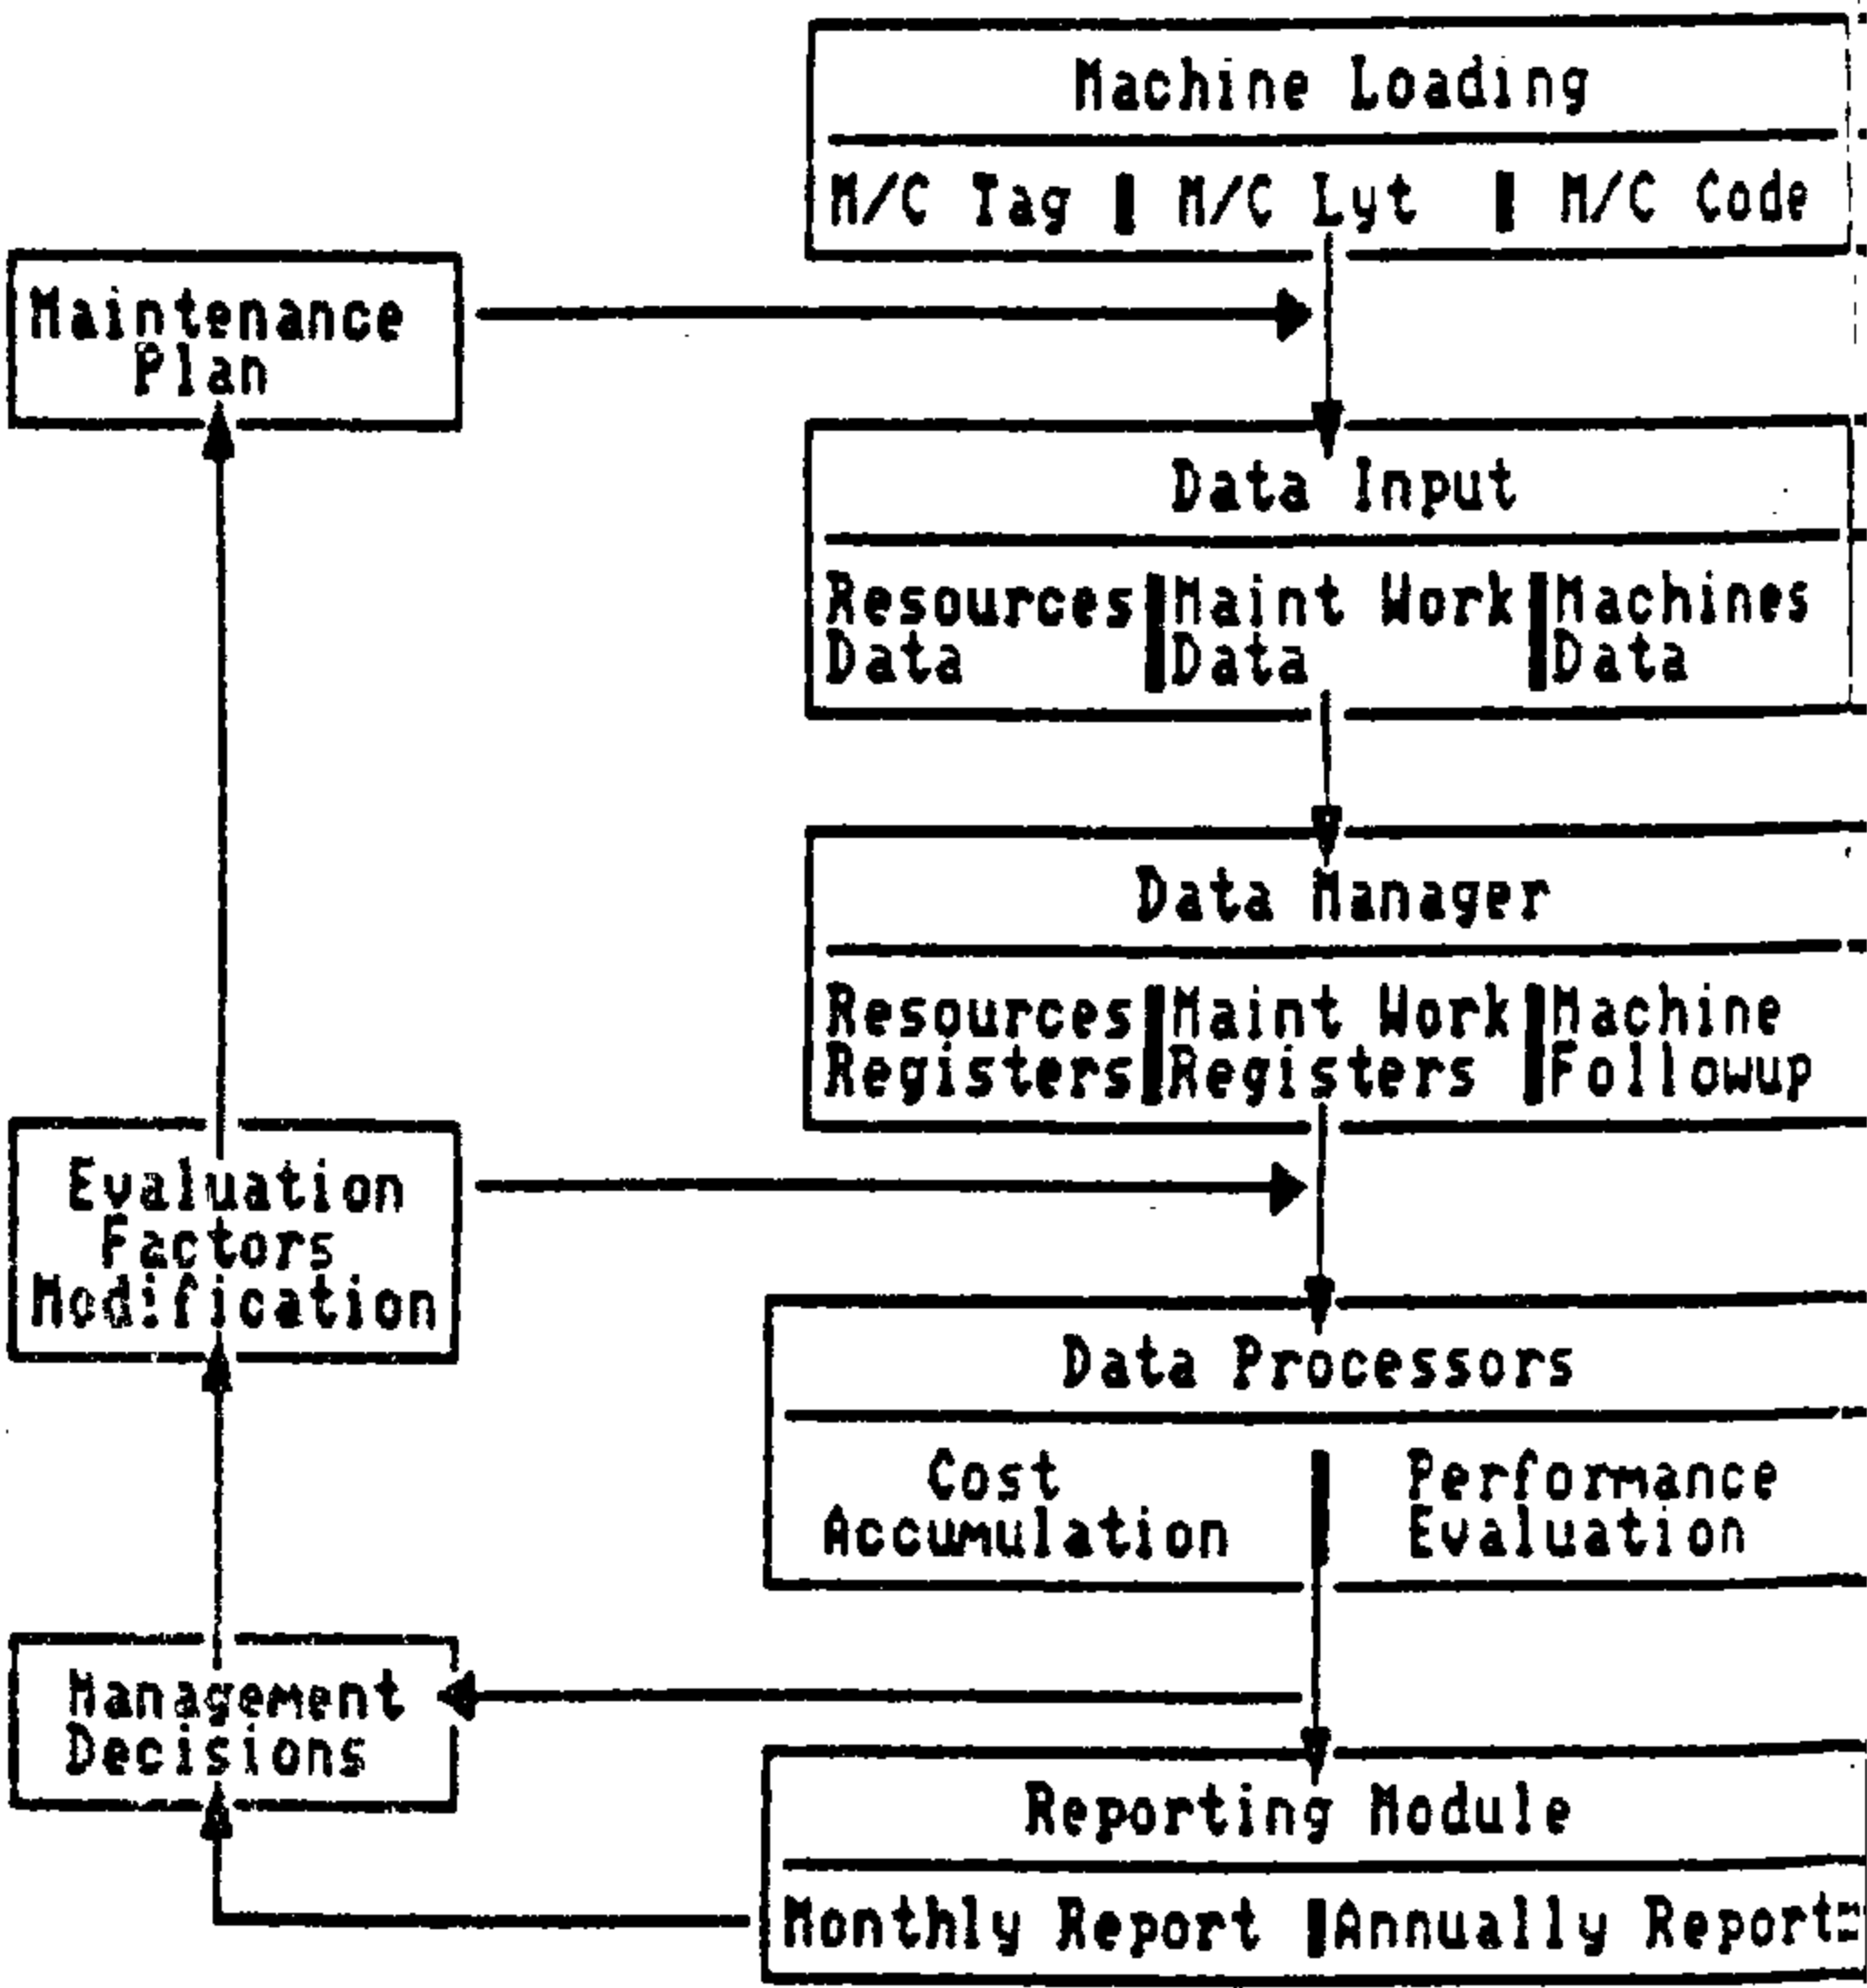 Machine Loading
M/C Tag | M/C Lyt | M/C Code
Maintenance
Plan
Data Input
Resources|Maint Work|Machines
Data |Data |Data
Data Manager
Resources|Maint Work|Machine
Registers|Registers |Followup
Evaluation
Factors
Modification
Data Processors
Cost | Performance
Accumulation | Evaluation
Management
Decisions
Reporting Module
Monthly Report |Annually Reports